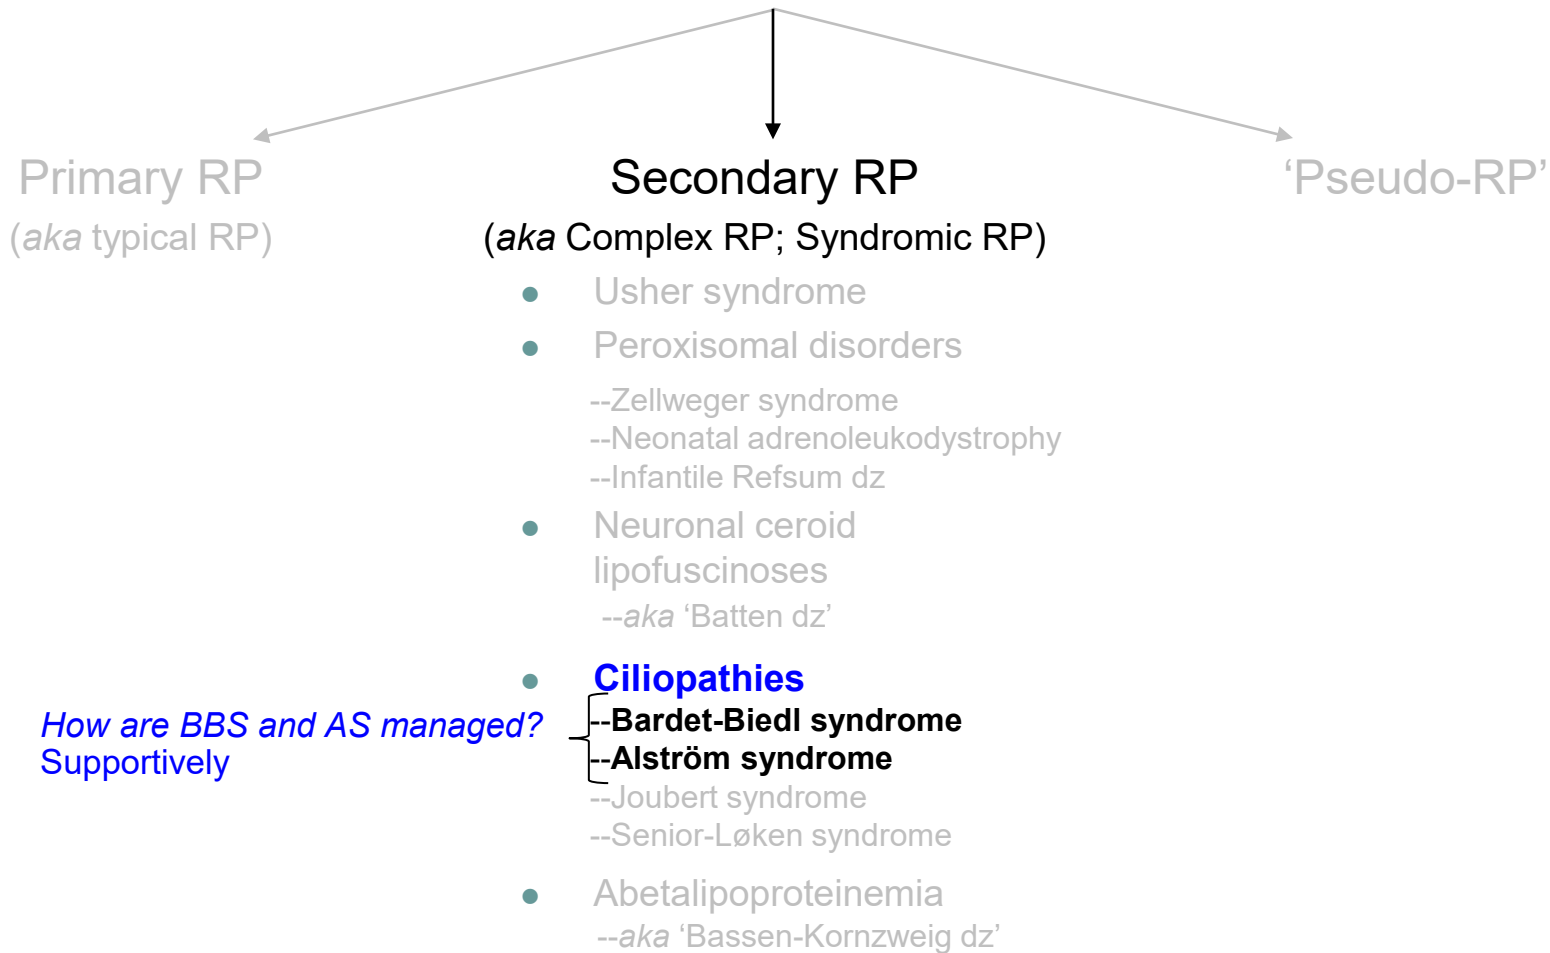 Primary RP
(aka typical RP)
Secondary RP
(aka Complex RP; Syndromic RP)
‘Pseudo-RP’
● Usher syndrome
● Peroxisomal disorders
--Zellweger syndrome
--Neonatal adrenoleukodystrophy
--Infantile Refsum dz
● Neuronal ceroid
lipofuscinoses
--aka ‘Batten dz’
● Ciliopathies
--Bardet-Biedl syndrome
--Alström syndrome
--Joubert syndrome
--Senior-Løken syndrome
How are BBS and AS managed?
Supportively
● Abetalipoproteinemia
--aka ‘Bassen-Kornzweig dz’